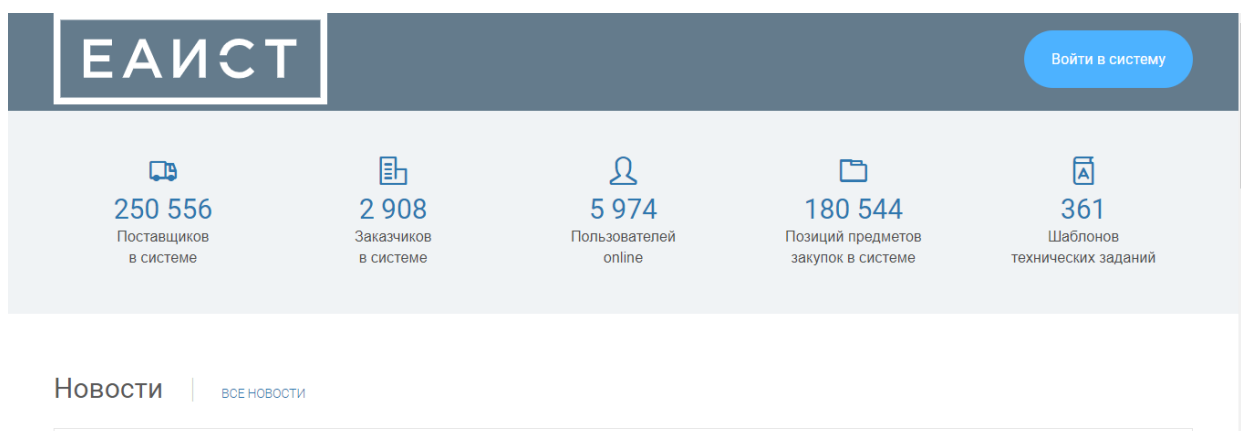 ЕАИСТ
Войти в систему
250 556
Поставщиков
в системе
2 908
Заказчиков
в системе
5 974
Пользователей
online
180 544
Позиций предметов
закупок в системе
361
Шаблонов
технических заданий
Новости
ВСЕ НОВОСТИ